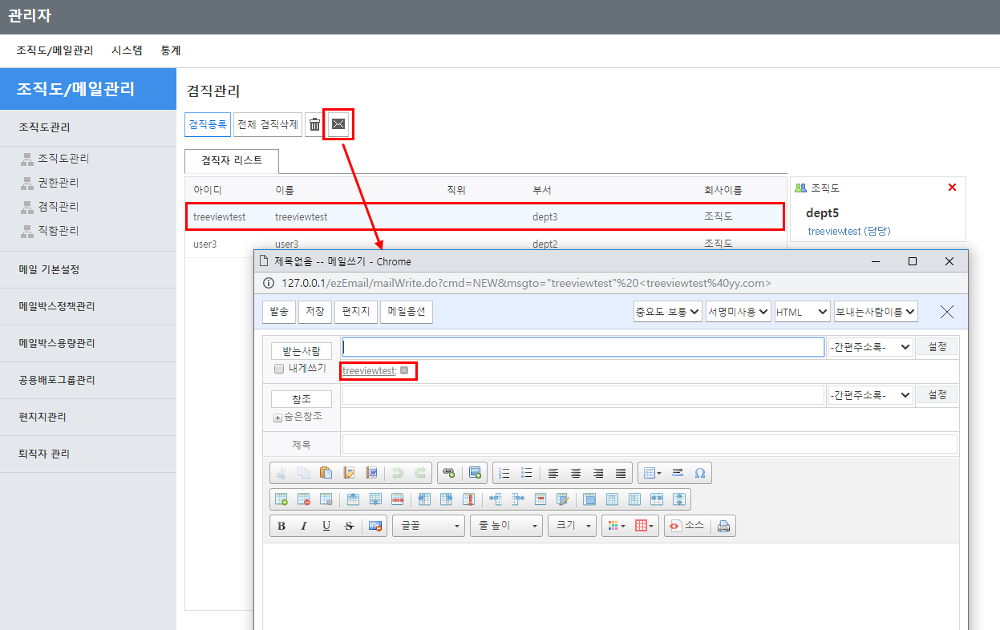 관리자
조직도/메일관리 시스템 통계
조직도/메일관리
조직도관리
조직도관리
권한관리
겸직관리
직함관리
메일 기본설정
메일박스정책관리
메일박스용량관리
공용배포그룹관리
편지지관리
퇴직자 관리
겸직관리
겸직등록 전체 겸직삭제
겸직자 리스트
아이디 이름 직위 부서 회사이름
treeviewtest treeviewtest dept3 조직도
user3 user3 dept2 조직도
조직도
dept5
treeviewtest (담당)
제목없음 -- 메일쓰기 - Chrome
127.0.0.1/ezEmail/mailWrite.do?cmd=NEW&msgto="treeviewtest"%20<treeviewtest%40yy.com>
발송 저장 편지지 메일옵션 중요도 보통 서명미사용 HTML 보내는사람이름
받는사람 -간편주소록- 설정
내게쓰기 treeviewtest;
참조 -간편주소록- 설정
숨은참조
제목
B I U S 글꼴 줄 높이 크기 소스